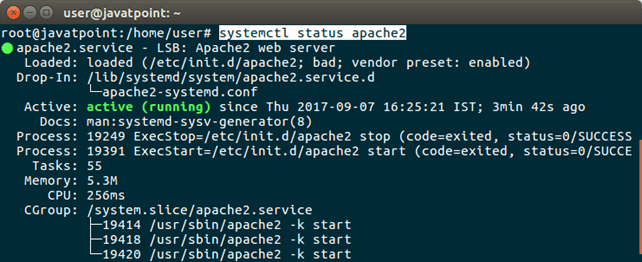 user@javatpoint: ~
root@javatpoint:/home/user# systemctl status apache2
● apache2.service - LSB: Apache2 web server
   Loaded: loaded (/etc/init.d/apache2; bad; vendor preset: enabled)
  Drop-In: /lib/systemd/system/apache2.service.d
           └─apache2-systemd.conf
   Active: active (running) since Thu 2017-09-07 16:25:21 IST; 3min 42s ago
     Docs: man:systemd-sysv-generator(8)
  Process: 19249 ExecStop=/etc/init.d/apache2 stop (code=exited, status=0/SUCCESS
  Process: 19391 ExecStart=/etc/init.d/apache2 start (code=exited, status=0/SUCCE
    Tasks: 55
   Memory: 5.3M
      CPU: 256ms
   CGroup: /system.slice/apache2.service
           ├─19414 /usr/sbin/apache2 -k start
           ├─19418 /usr/sbin/apache2 -k start
           └─19420 /usr/sbin/apache2 -k start